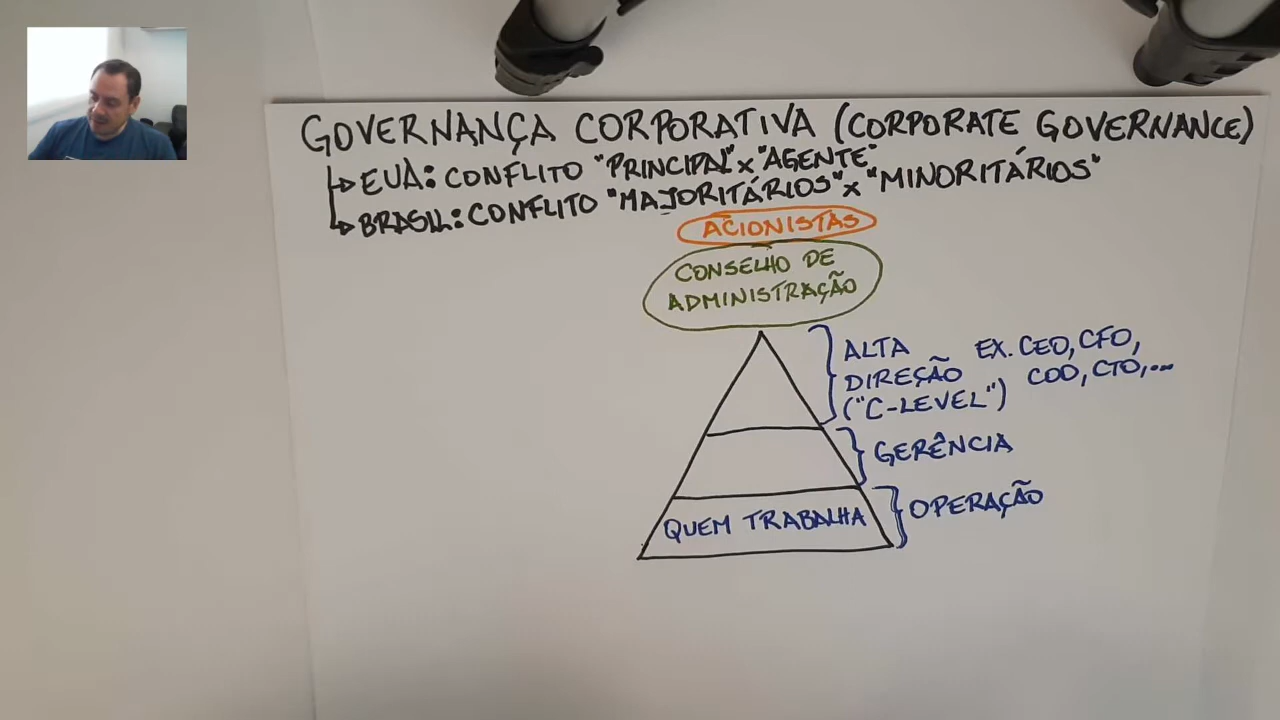 GOVERNANÇA CORPORATIVA (CORPORATE GOVERNANCE)
EUA: CONFLITO "PRINCIPAL" x "AGENTE"
BRASIL: CONFLITO "MAJORITÁRIOS" x "MINORITÁRIOS"
ACIONISTAS
CONSELHO DE
ADMINISTRAÇÃO
ALTA EX. CEO, CFO,
DIREÇÃO COO, CTO,...
("C-LEVEL")
GERÊNCIA
QUEM TRABALHA
OPERAÇÃO